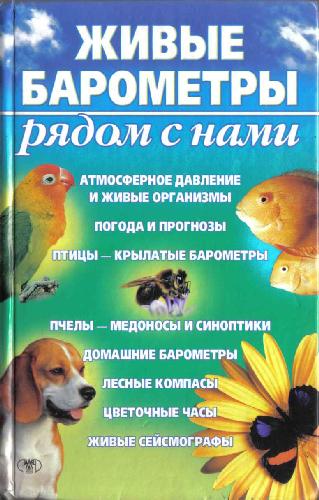 ЖИВЫЕ
БАРОМЕТРЫ
рядом с нами
АТМОСФЕРНОЕ ДАВЛЕНИЕ
И ЖИВЫЕ ОРГАНИЗМЫ
ПОГОДА И ПРОГНОЗЫ
ПТИЦЫ — КРЫЛАТЫЕ БАРОМЕТРЫ
ПЧЕЛЫ — МЕДОНОСЫ И СИНОПТИКИ
ДОМАШНИЕ БАРОМЕТРЫ
ЛЕСНЫЕ КОМПАСЫ
ЦВЕТОЧНЫЕ ЧАСЫ
ЖИВЫЕ СЕЙСМОГРАФЫ